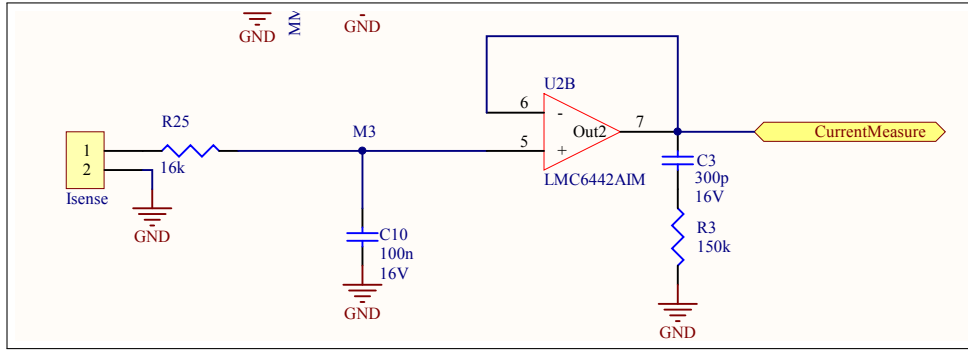 GND
GND
U2B
6
-
R25
M3
Out2
7
CurrentMeasure
1
5
+
2
16k
LMC6442AIM
C3
300p
16V
Isense
GND
C10
100n
16V
R3
150k
GND
GND